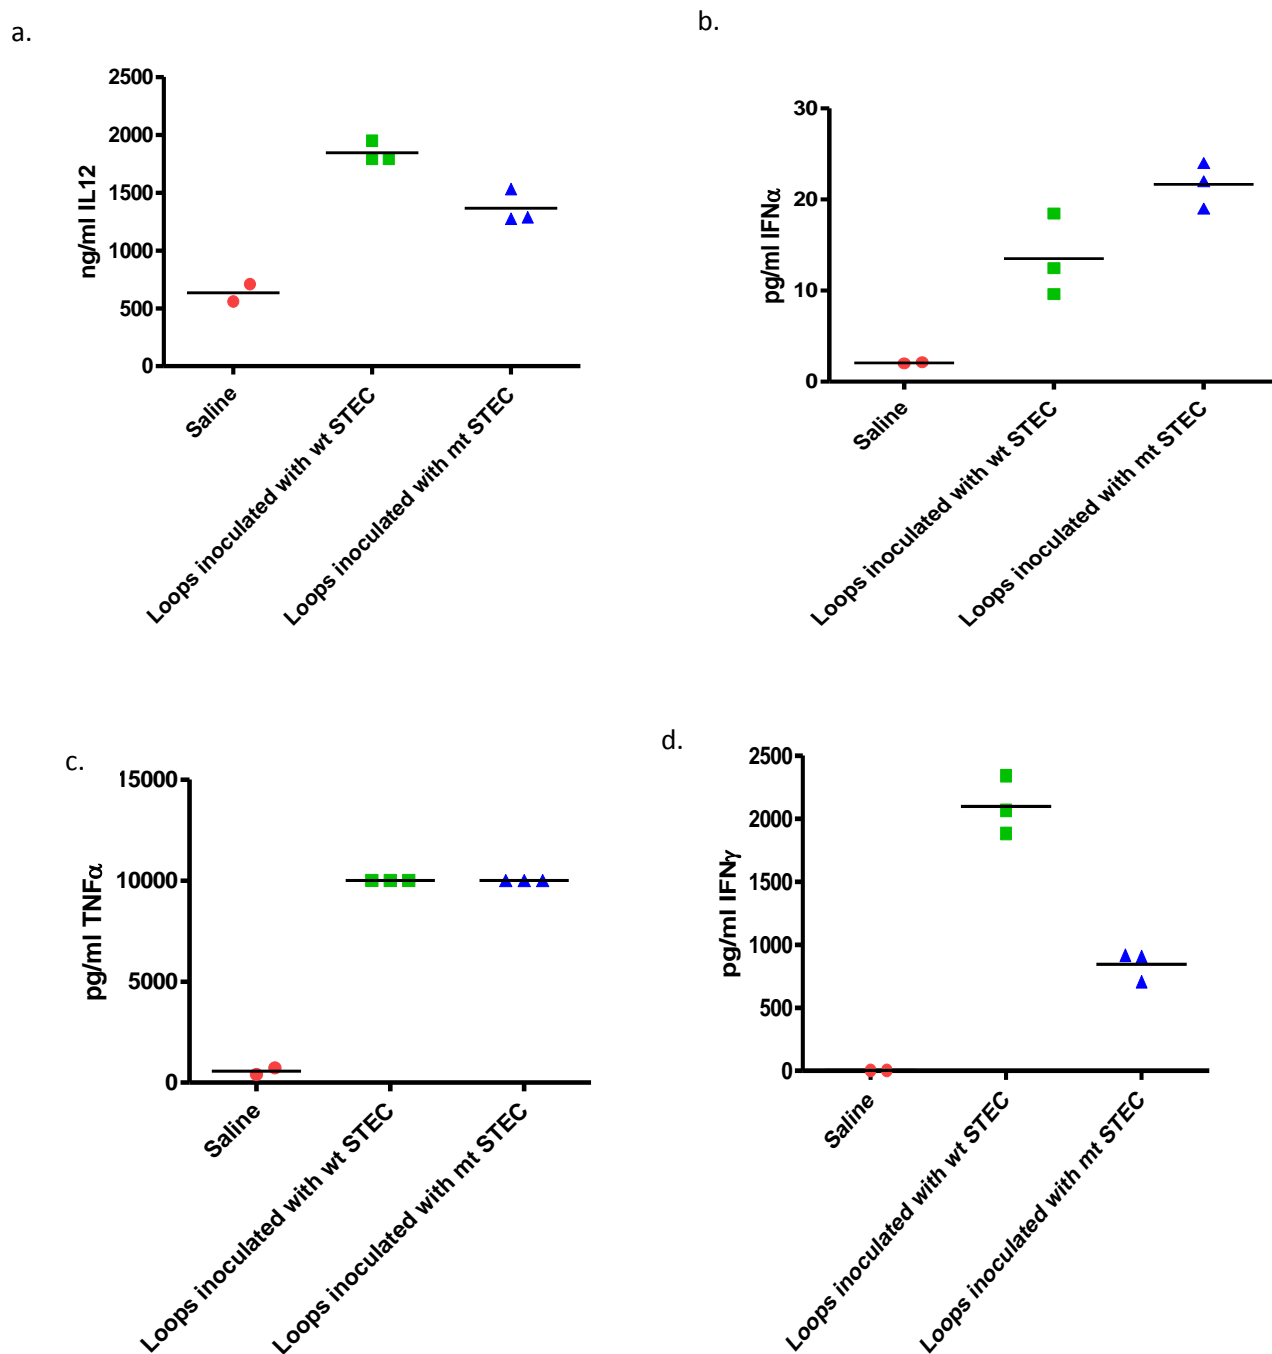 a.
ng/ml IL12
2500
2000
1500
1000
500
0
Saline
Loops inoculated with wt STEC
Loops inoculated with mt STEC
b.
pg/ml IFNα
30
20
10
0
Saline
Loops inoculated with wt STEC
Loops inoculated with mt STEC
c.
pg/ml TNFα
15000
10000
5000
0
Saline
Loops inoculated with wt STEC
Loops inoculated with mt STEC
d.
pg/ml IFNγ
2500
2000
1500
1000
500
0
Saline
Loops inoculated with wt STEC
Loops inoculated with mt STEC